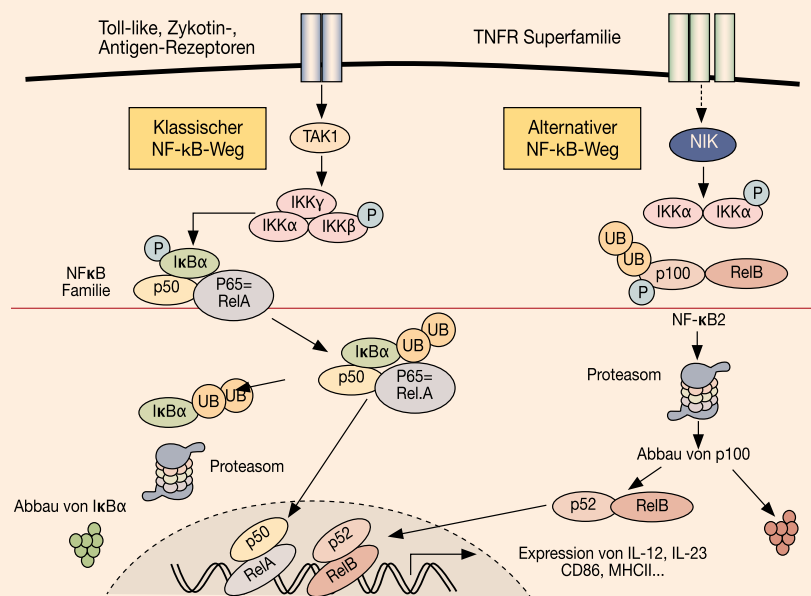 Toll-like, Zykotin-,
Antigen-Rezeptoren
TNFR Superfamilie
Klassischer
NF-kB-Weg
TAK1
Alternativer
NF-kB-Weg
NIK
IKKγ
IKKα
IKKβ
P
IKKα
IKKα
P
P
IκBα
p50
P65=
RelA
NFκB
Familie
UB
UB
p100
RelB
P
NF-κB2
IκBα
UB
UB
p50
P65=
Rel.A
IκBα
UB
UB
Proteasom
Proteasom
Abbau von p100
Abbau von IκBα
p52
RelB
p50
RelA
p52
RelB
Expression von IL-12, IL-23
CD86, MHCII...